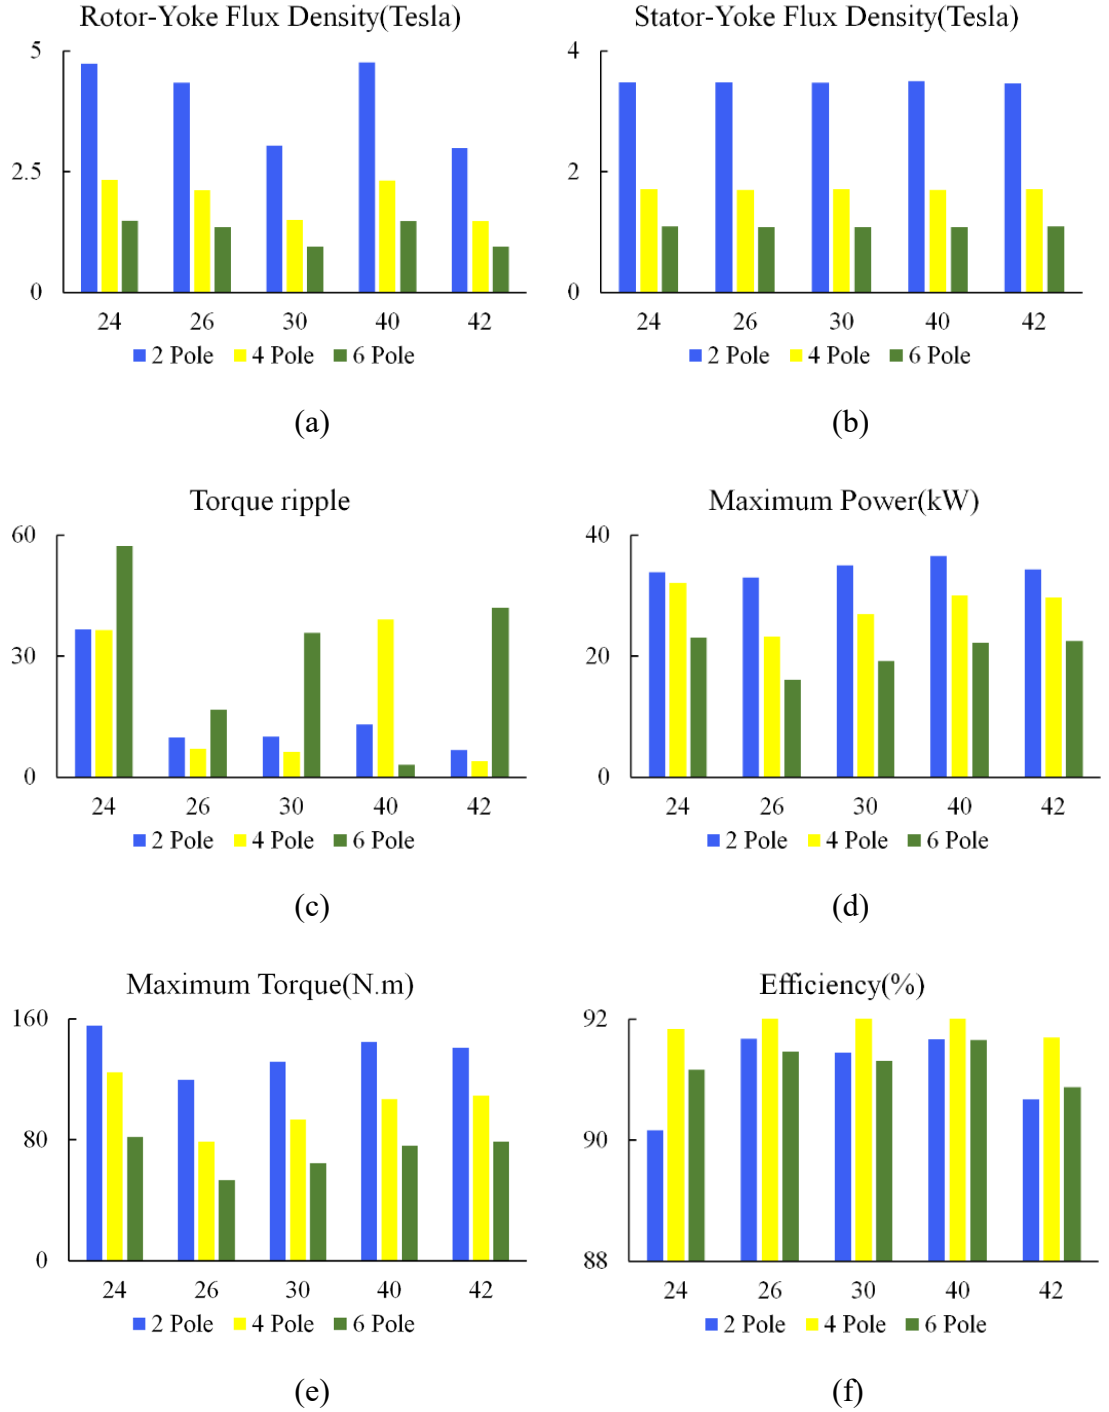 Rotor-Yoke Flux Density(Tesla)
5
2.5
0
24 26 30 40 42
2 Pole 4 Pole 6 Pole
(a)
Stator-Yoke Flux Density(Tesla)
4
2
0
24 26 30 40 42
2 Pole 4 Pole 6 Pole
(b)
Torque ripple
60
30
0
24 26 30 40 42
2 Pole 4 Pole 6 Pole
(c)
Maximum Power(kW)
40
20
0
24 26 30 40 42
2 Pole 4 Pole 6 Pole
(d)
Maximum Torque(N.m)
160
80
0
24 26 30 40 42
2 Pole 4 Pole 6 Pole
(e)
Efficiency(%)
92
90
88
24 26 30 40 42
2 Pole 4 Pole 6 Pole
(f)